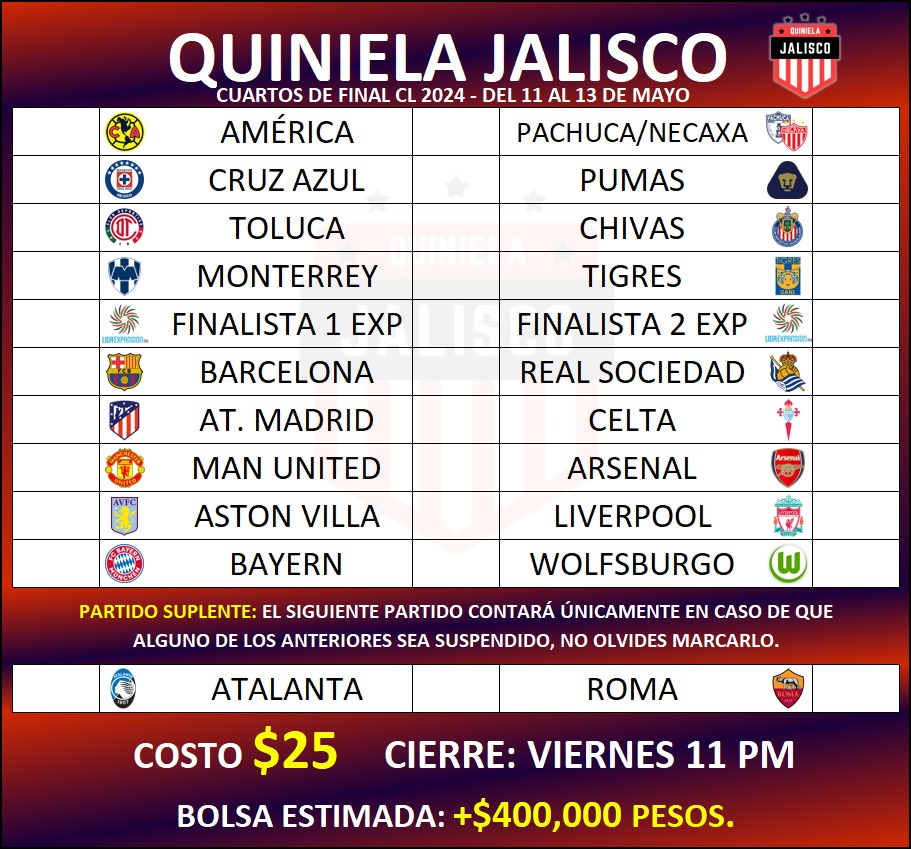 QUINIELA JALISCO
QUINIELA
JALISCO
CUARTOS DE FINAL CL 2024 - DEL 11 AL 13 DE MAYO
AMÉRICA PACHUCA/NECAXA
CRUZ AZUL PUMAS
TOLUCA CHIVAS
MONTERREY TIGRES
FINALISTA 1 EXP FINALISTA 2 EXP
BARCELONA REAL SOCIEDAD
AT. MADRID CELTA
MAN UNITED ARSENAL
ASTON VILLA LIVERPOOL
BAYERN WOLFSBURGO
QUINIELA
JALISCO
PARTIDO SUPLENTE: EL SIGUIENTE PARTIDO CONTARÁ ÚNICAMENTE EN CASO DE QUE
ALGUNO DE LOS ANTERIORES SEA SUSPENDIDO, NO OLVIDES MARCARLO.
ATALANTA ROMA
COSTO $25 CIERRE: VIERNES 11 PM
BOLSA ESTIMADA: +$400,000 PESOS.